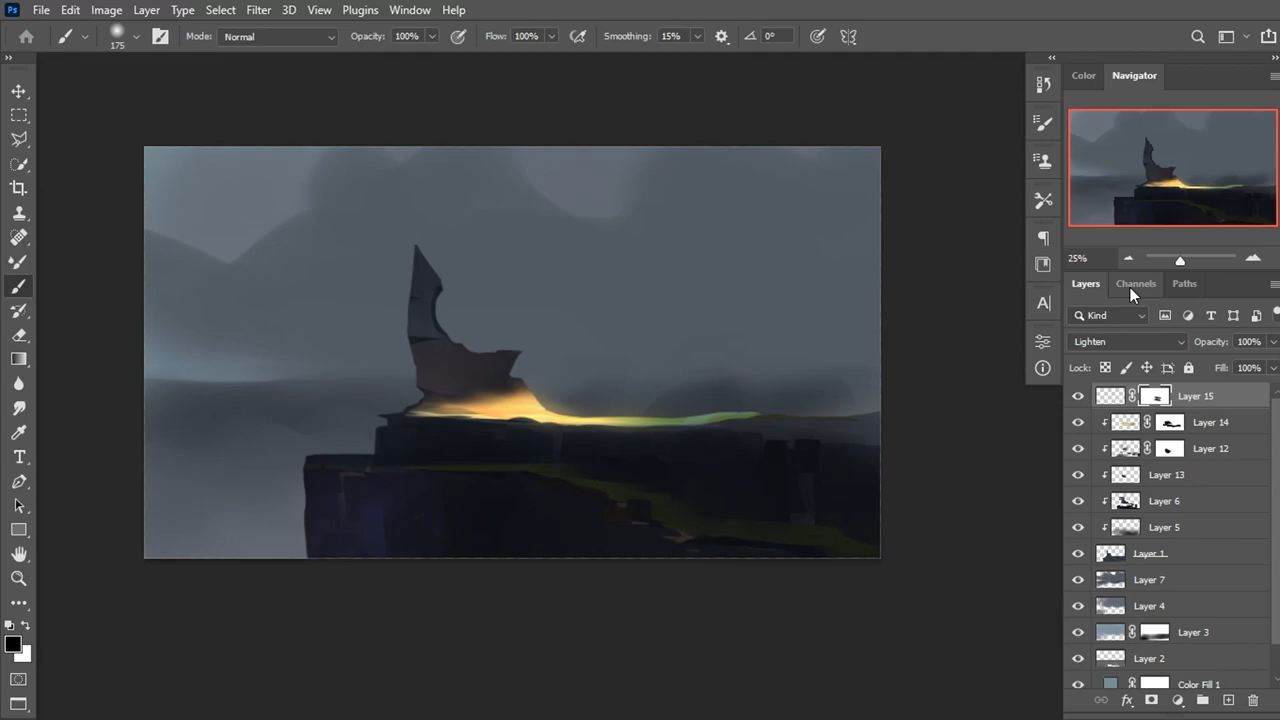 Ps File Edit Image Layer Type Select Filter 3D View Plugins Window Help
175 Mode: Normal Opacity: 100% Flow: 100% Smoothing: 15% 0°
Color Navigator
25%
Layers Channels Paths
Kind
Lighten Opacity: 100%
Lock: Fill: 100%
Layer 15
Layer 14
Layer 12
Layer 13
Layer 6
Layer 5
Layer 1
Layer 7
Layer 4
Layer 3
Layer 2
Color Fill 1
fx